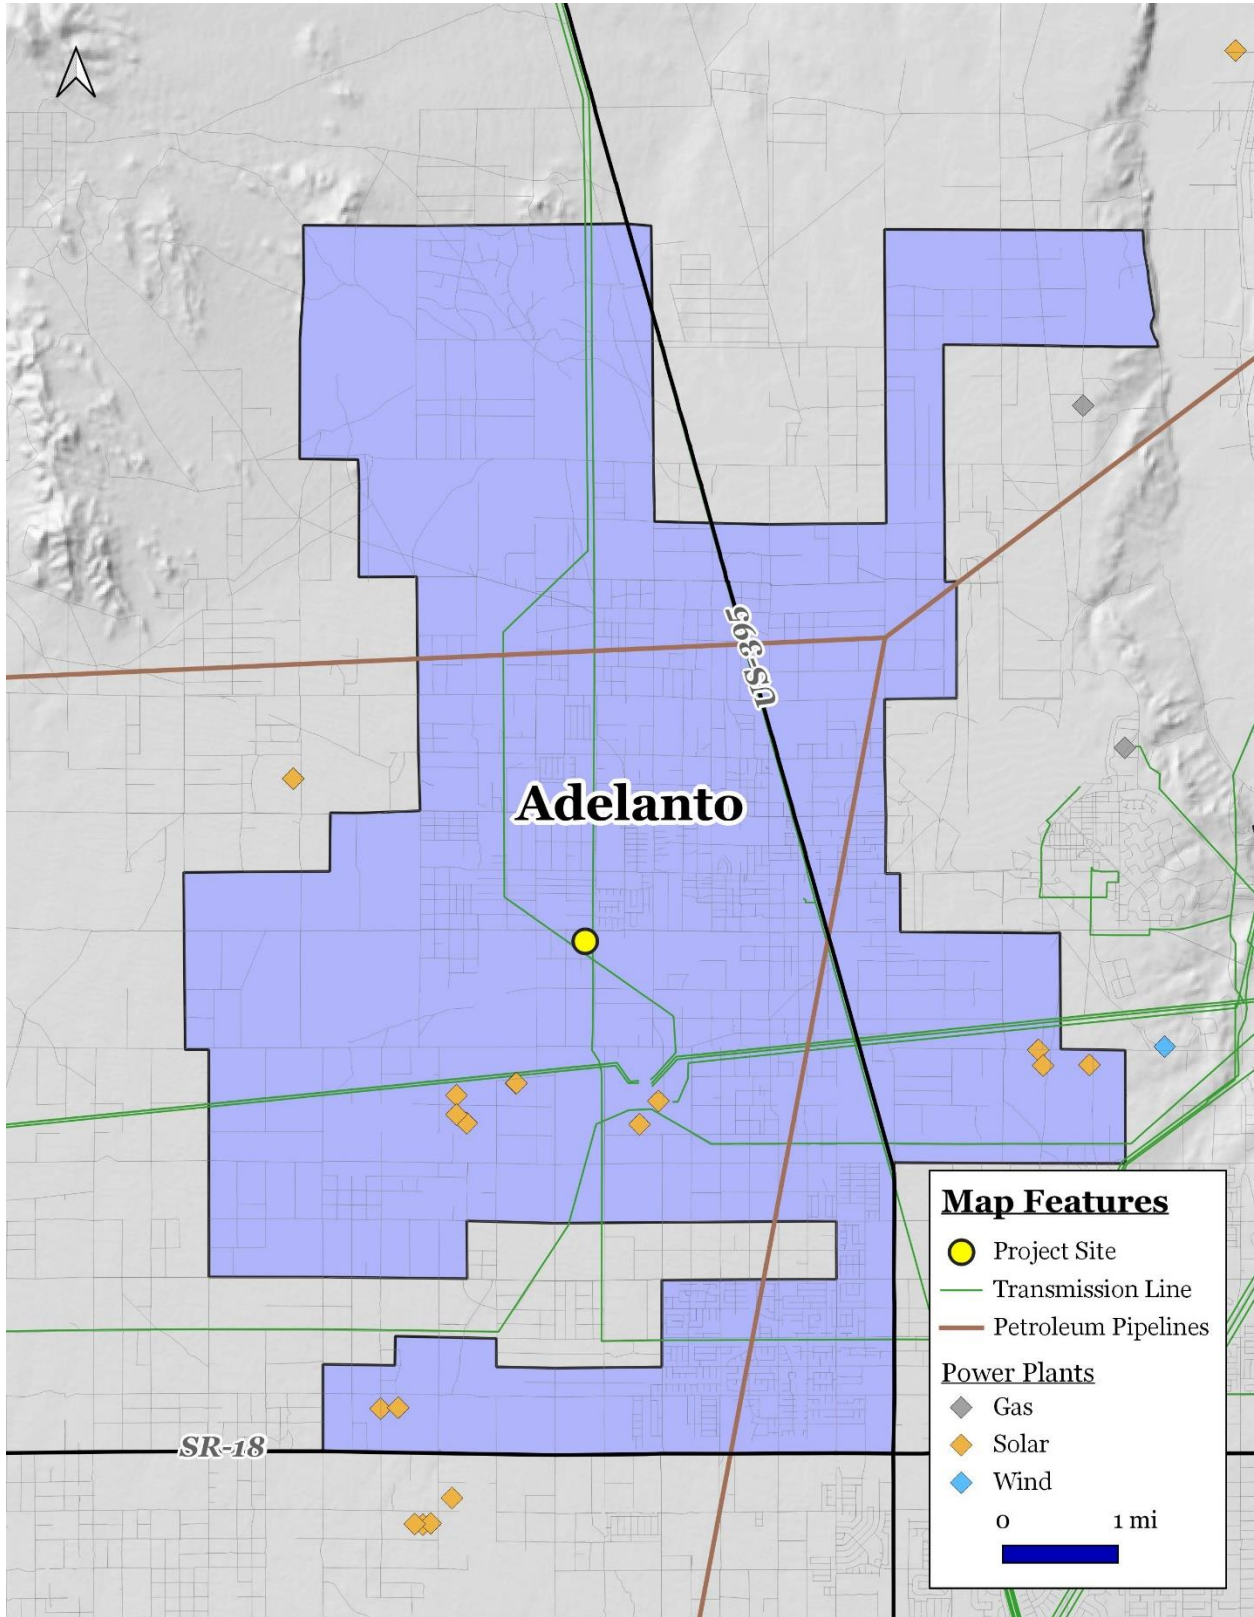 US-395
Adelanto
SR-18
Map Features
Project Site
Transmission Line
Petroleum Pipelines
Power Plants
Gas
Solar
Wind
0 1 mi